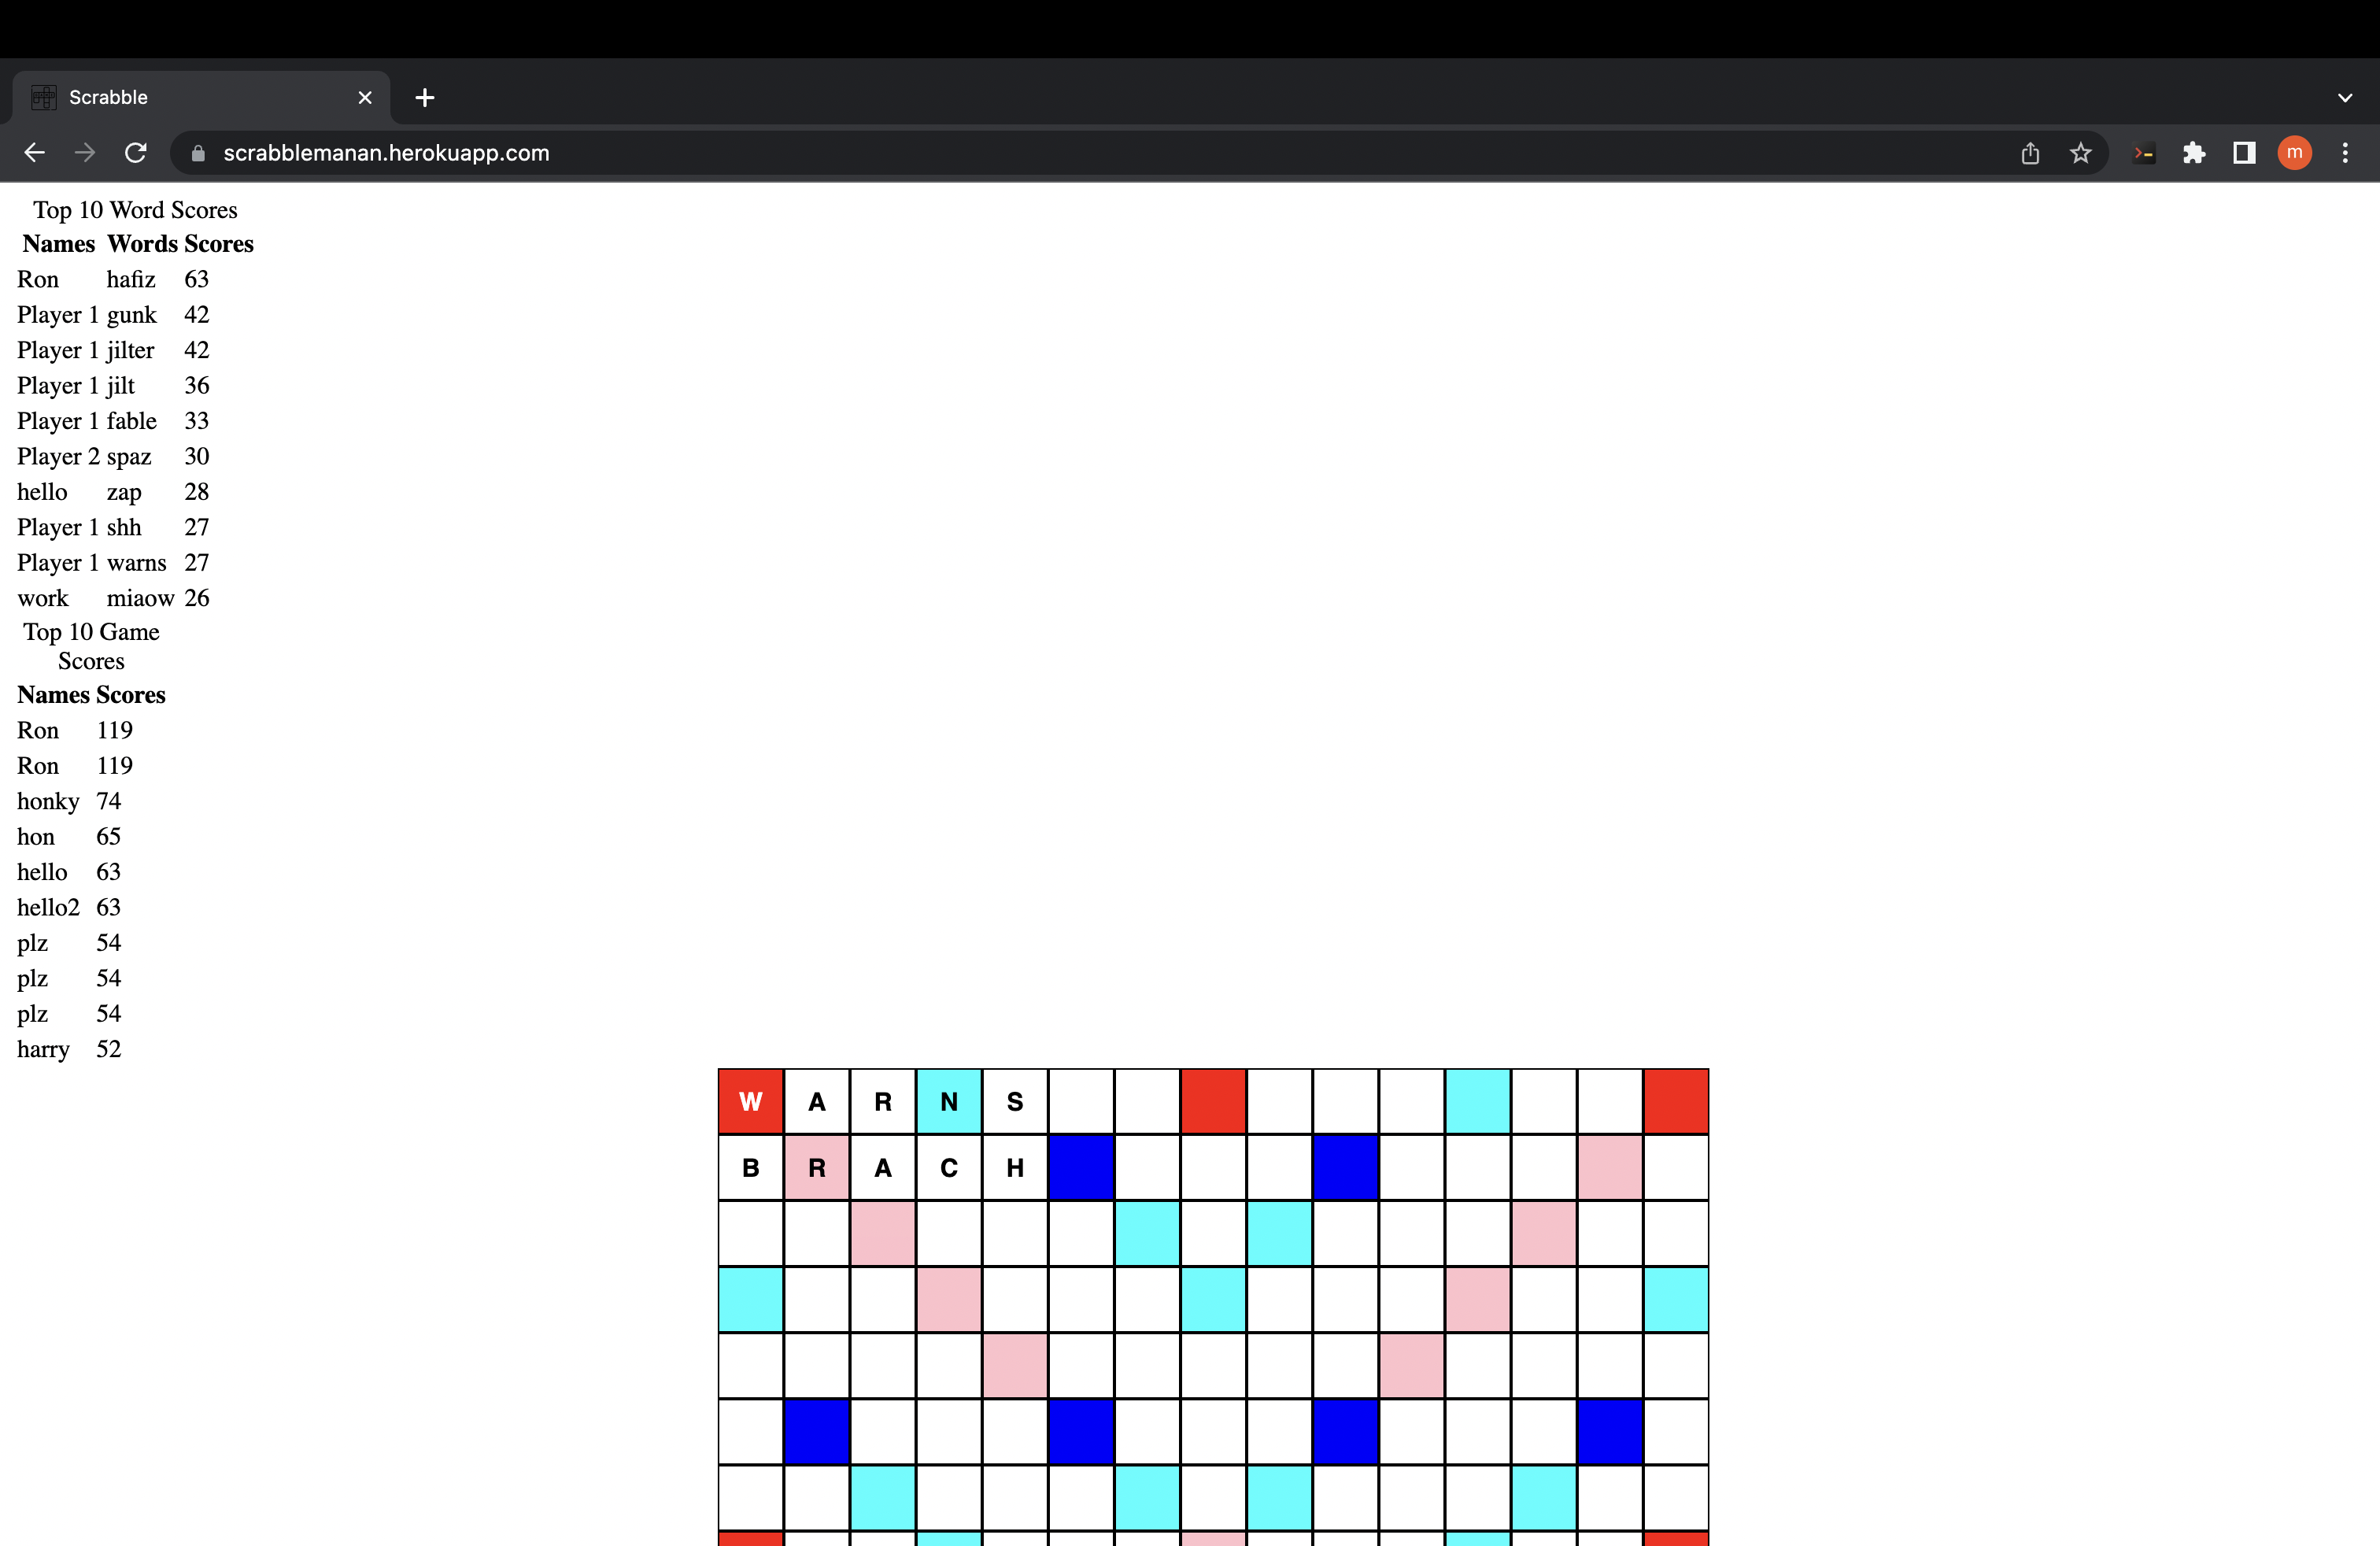 Scrabble
scrabblemanan.herokuapp.com
m
Top 10 Word Scores
Names Words Scores
Ron hafiz 63
Player 1 gunk 42
Player 1 jilter 42
Player 1 jilt 36
Player 1 fable 33
Player 2 spaz 30
hello zap 28
Player 1 shh 27
Player 1 warns 27
work miaow 26
Top 10 Game
Scores
Names Scores
Ron 119
Ron 119
honky 74
hon 65
hello 63
hello2 63
plz 54
plz 54
plz 54
harry 52
W A R N S
B R A C H